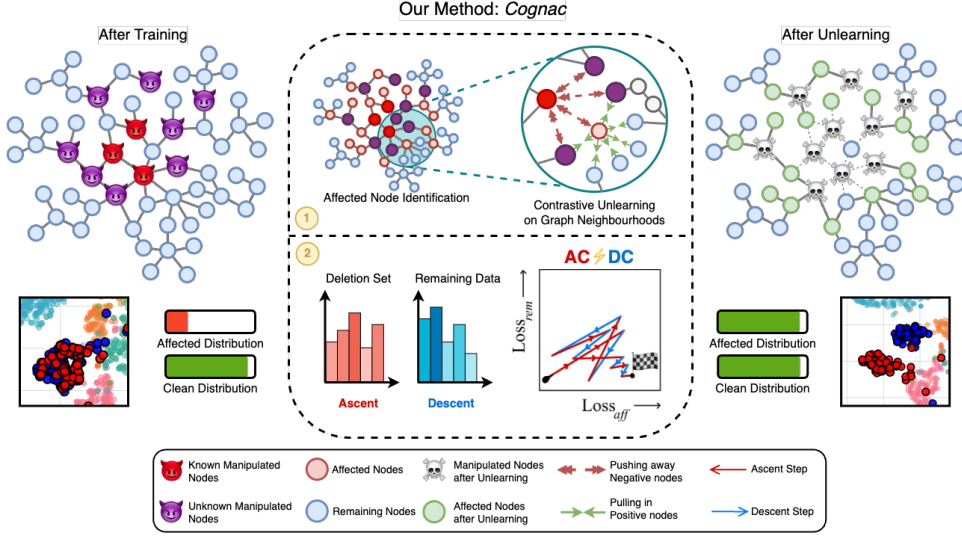 Our Method: Cognac
After Training
After Unlearning
Affected Node Identification
Contrastive Unlearning
on Graph Neighbourhoods
1
2
AC⚡DC
Deletion Set
Remaining Data
Ascent
Descent
Loss_rem
Loss_aff
Affected Distribution
Clean Distribution
Affected Distribution
Clean Distribution
Known Manipulated
Nodes
Affected Nodes
Manipulated Nodes
after Unlearning
Pushing away
Negative nodes
Ascent Step
Unknown Manipulated
Nodes
Remaining Nodes
Affected Nodes
after Unlearning
Pulling in
Positive nodes
Descent Step